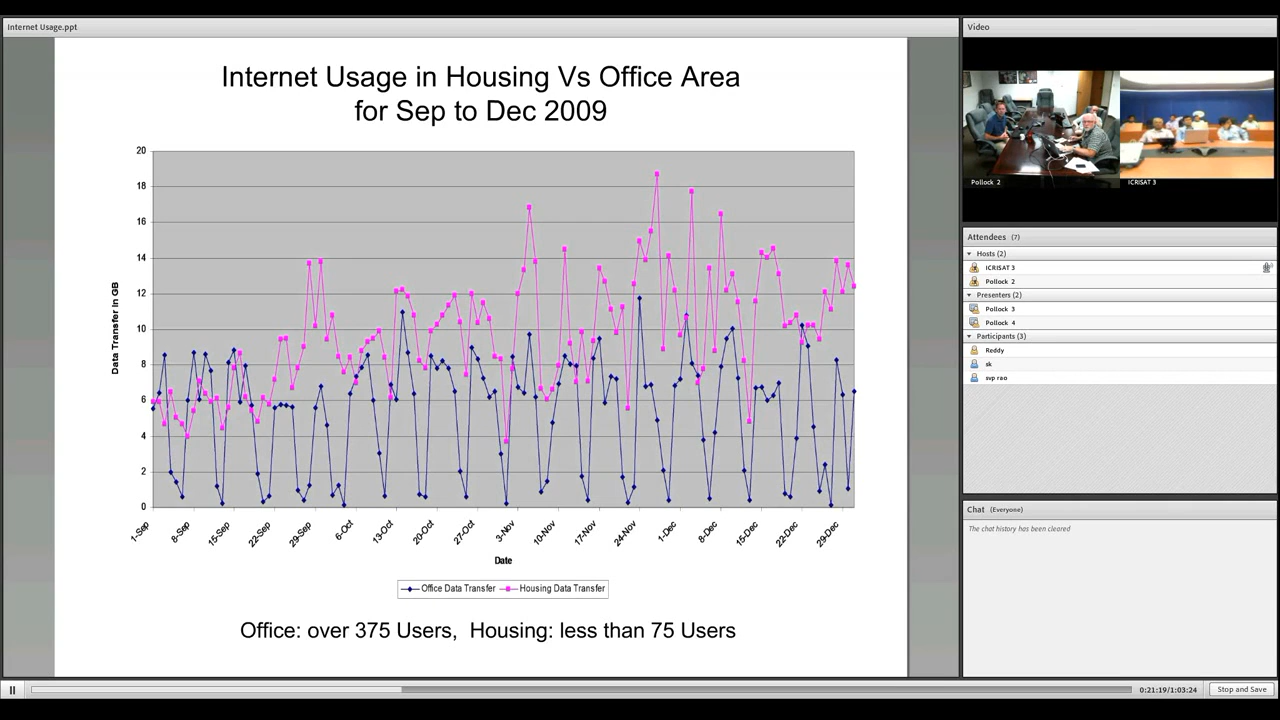 Internet Usage.ppt
Internet Usage in Housing Vs Office Area
for Sep to Dec 2009
20
18
16
14
12
10
8
6
4
2
0
Data Transfer in GB
1-Sep
8-Sep
15-Sep
22-Sep
29-Sep
6-Oct
13-Oct
20-Oct
27-Oct
3-Nov
10-Nov
17-Nov
24-Nov
1-Dec
8-Dec
15-Dec
22-Dec
29-Dec
Date
Office Data Transfer
Housing Data Transfer
Office: over 375 Users, Housing: less than 75 Users
Video
Pollock 2
ICRISAT 3
Attendees (7)
Hosts (2)
ICRISAT 3
Pollock 2
Presenters (2)
Pollock 3
Pollock 4
Participants (3)
Reddy
sk
svp rao
Chat (Everyone)
The chat history has been cleared
0:21:19/1:03:24
Stop and Save